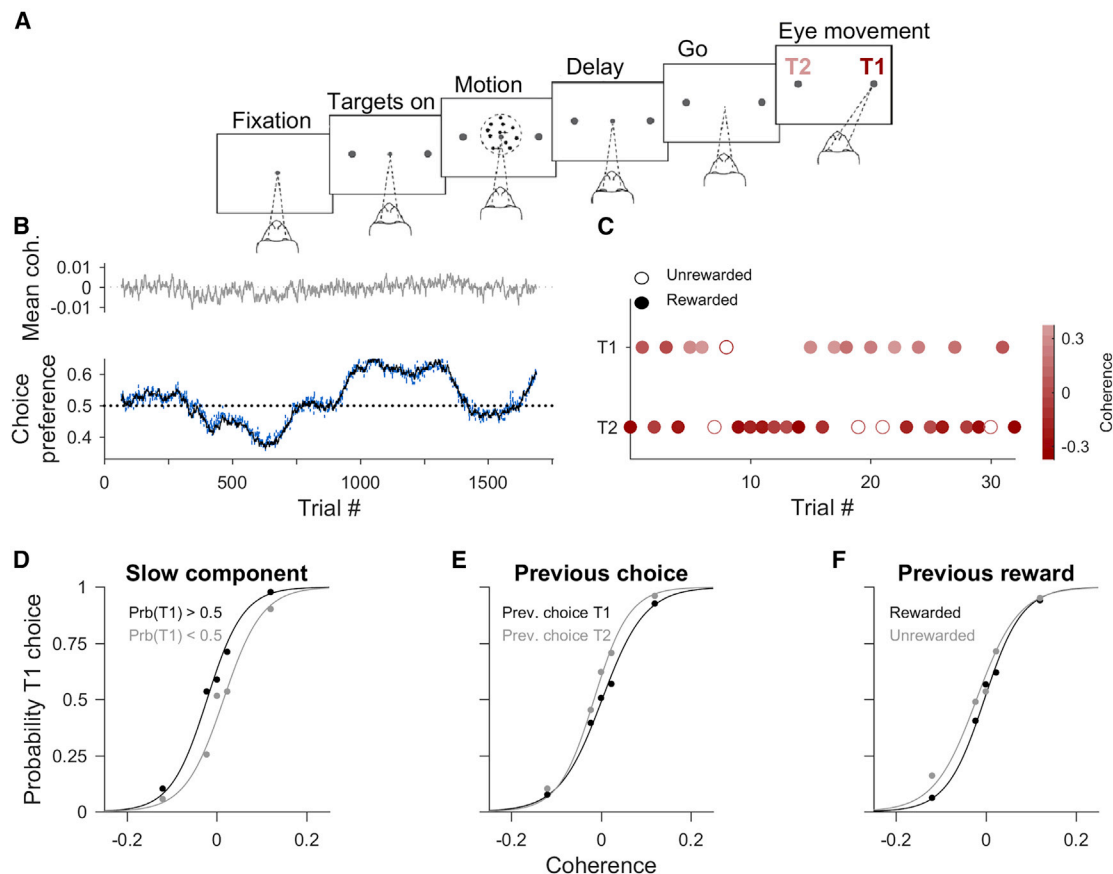 A
Fixation
Targets on
Motion
Delay
Go
Eye movement
T2
T1
B
Mean coh.
0.01
0
-0.01
Choice
preference
0.6
0.5
0.4
0
500
750
1500
Trial #
C
Unrewarded
Rewarded
T1
T2
10
20
30
Trial #
0.3
0
-0.3
Coherence
D
Slow component
Prb(T1) > 0.5
Prb(T1) < 0.5
Probability T1 choice
1
0.75
0.5
0.25
0
-0.2
0
0.2
E
Previous choice
Prev. choice T1
Prev. choice T2
-0.2
0
0.2
Coherence
F
Previous reward
Rewarded
Unrewarded
-0.2
0
0.2